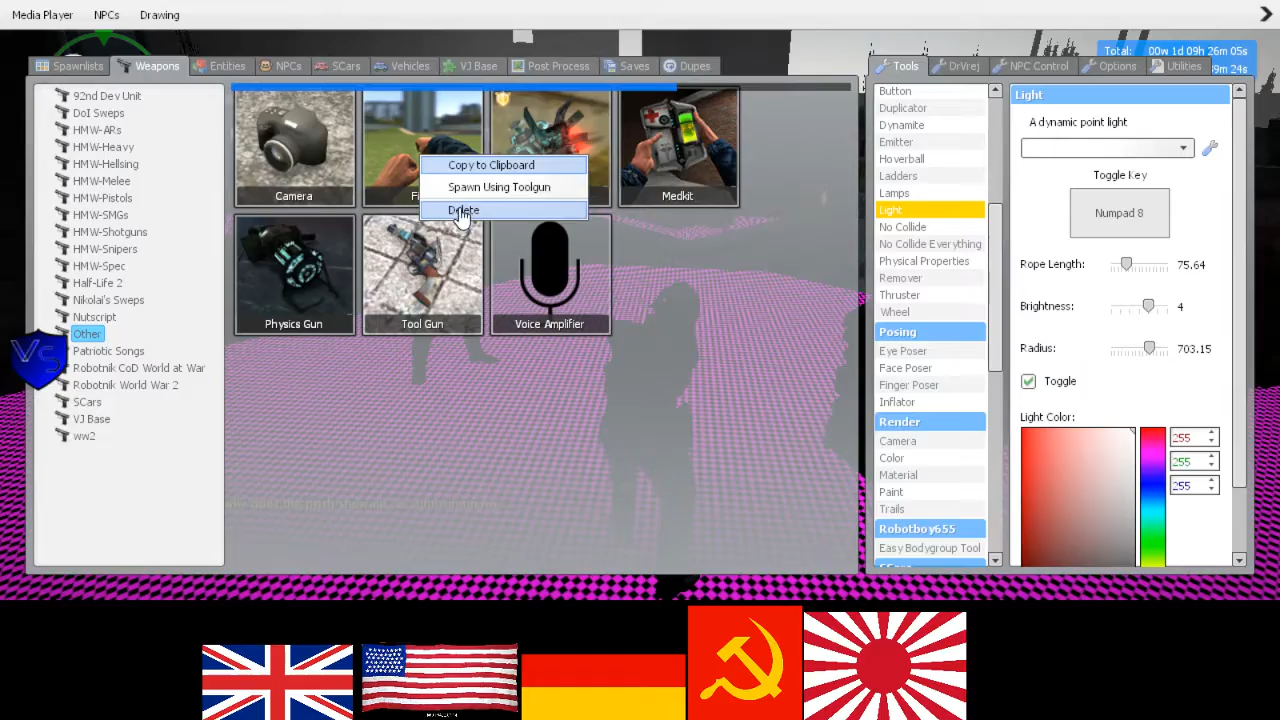 Media Player NPCs Drawing
Total: 00w 1d 09h 26m 05s
39m 24s
Spawnlists Weapons Entities NPCs SCars Vehicles VJ Base Post Process Saves Dupes
Tools DrVrej NPC Control Options Utilities
92nd Dev Unit
DoI Sweps
HMW-ARs
HMW-Heavy
HMW-Hellsing
HMW-Melee
HMW-Pistols
HMW-SMGs
HMW-Shotguns
HMW-Snipers
HMW-Spec
Half-Life 2
Nikolai's Sweps
Nutscript
Other
Patriotic Songs
Robotnik CoD World at War
Robotnik World War 2
SCars
VJ Base
ww2
VS
Camera
Fi
Medkit
Physics Gun
Tool Gun
Voice Amplifier
Copy to Clipboard
Spawn Using Toolgun
Delete
Button
Duplicator
Dynamite
Emitter
Hoverball
Ladders
Lamps
Light
No Collide
No Collide Everything
Physical Properties
Remover
Thruster
Wheel
Posing
Eye Poser
Face Poser
Finger Poser
Inflator
Render
Camera
Color
Material
Paint
Trails
Robotboy655
Easy Bodygroup Tool
SCars
Light
A dynamic point light
Toggle Key
Numpad 8
Rope Length: 75.64
Brightness: 4
Radius: 703.15
Toggle
Light Color:
255
255
255